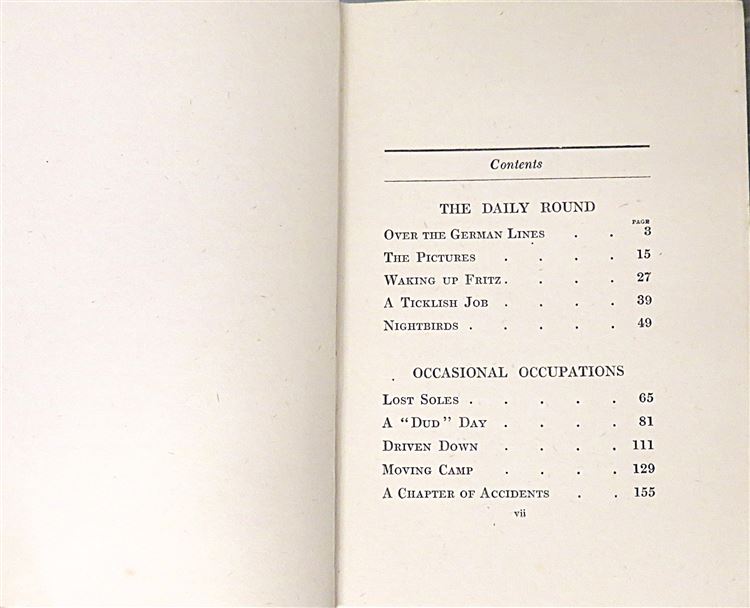 Contents
THE DAILY ROUND
PAGE
OVER THE GERMAN LINES . . 3
THE PICTURES . . . . 15
WAKING UP FRITZ . . . . 27
A TICKLISH JOB . . . . 39
NIGHTBIRDS . . . . . 49
OCCASIONAL OCCUPATIONS
LOST SOLES . . . . . 65
A "DUD" DAY . . . . 81
DRIVEN DOWN . . . . 111
MOVING CAMP . . . . 129
A CHAPTER OF ACCIDENTS . . 155
vii